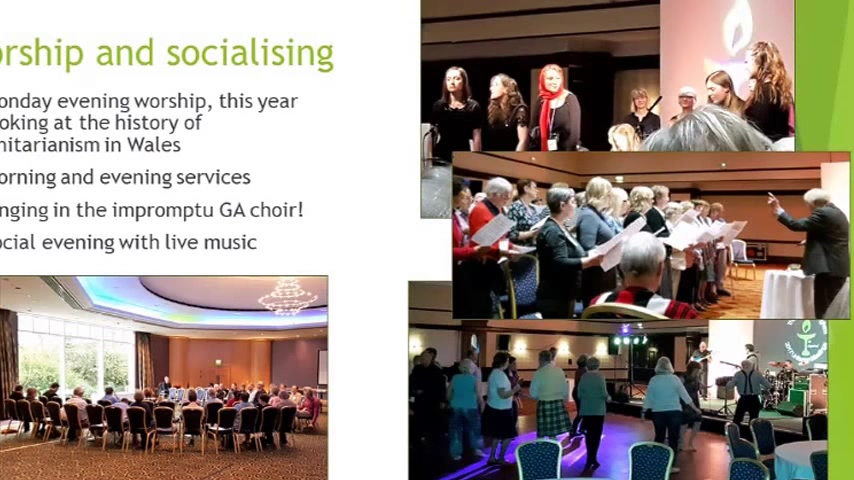 orship and socialising
onday evening worship, this year
oking at the history of
nitarianism in Wales
orning and evening services
nging in the impromptu GA choir!
ocial evening with live music